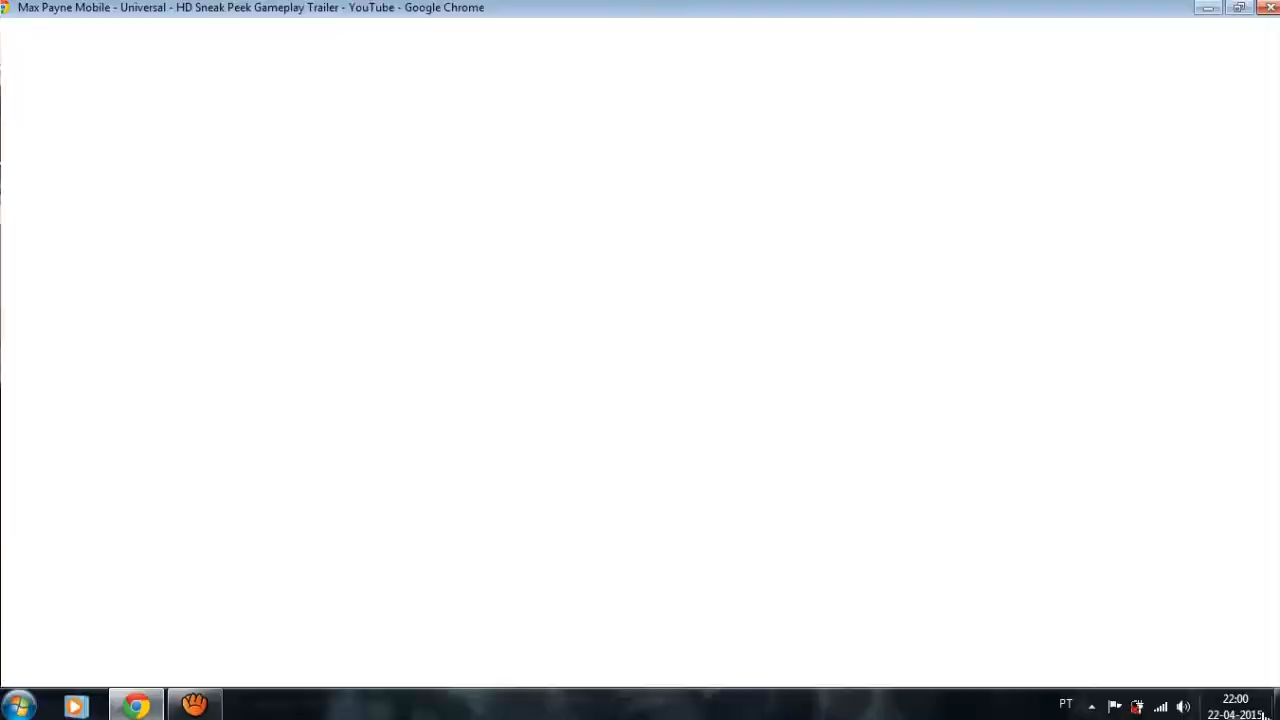 Max Payne Mobile - Universal - HD Sneak Peek Gameplay Trailer - YouTube - Google Chrome
PT
22:00
22-04-2015